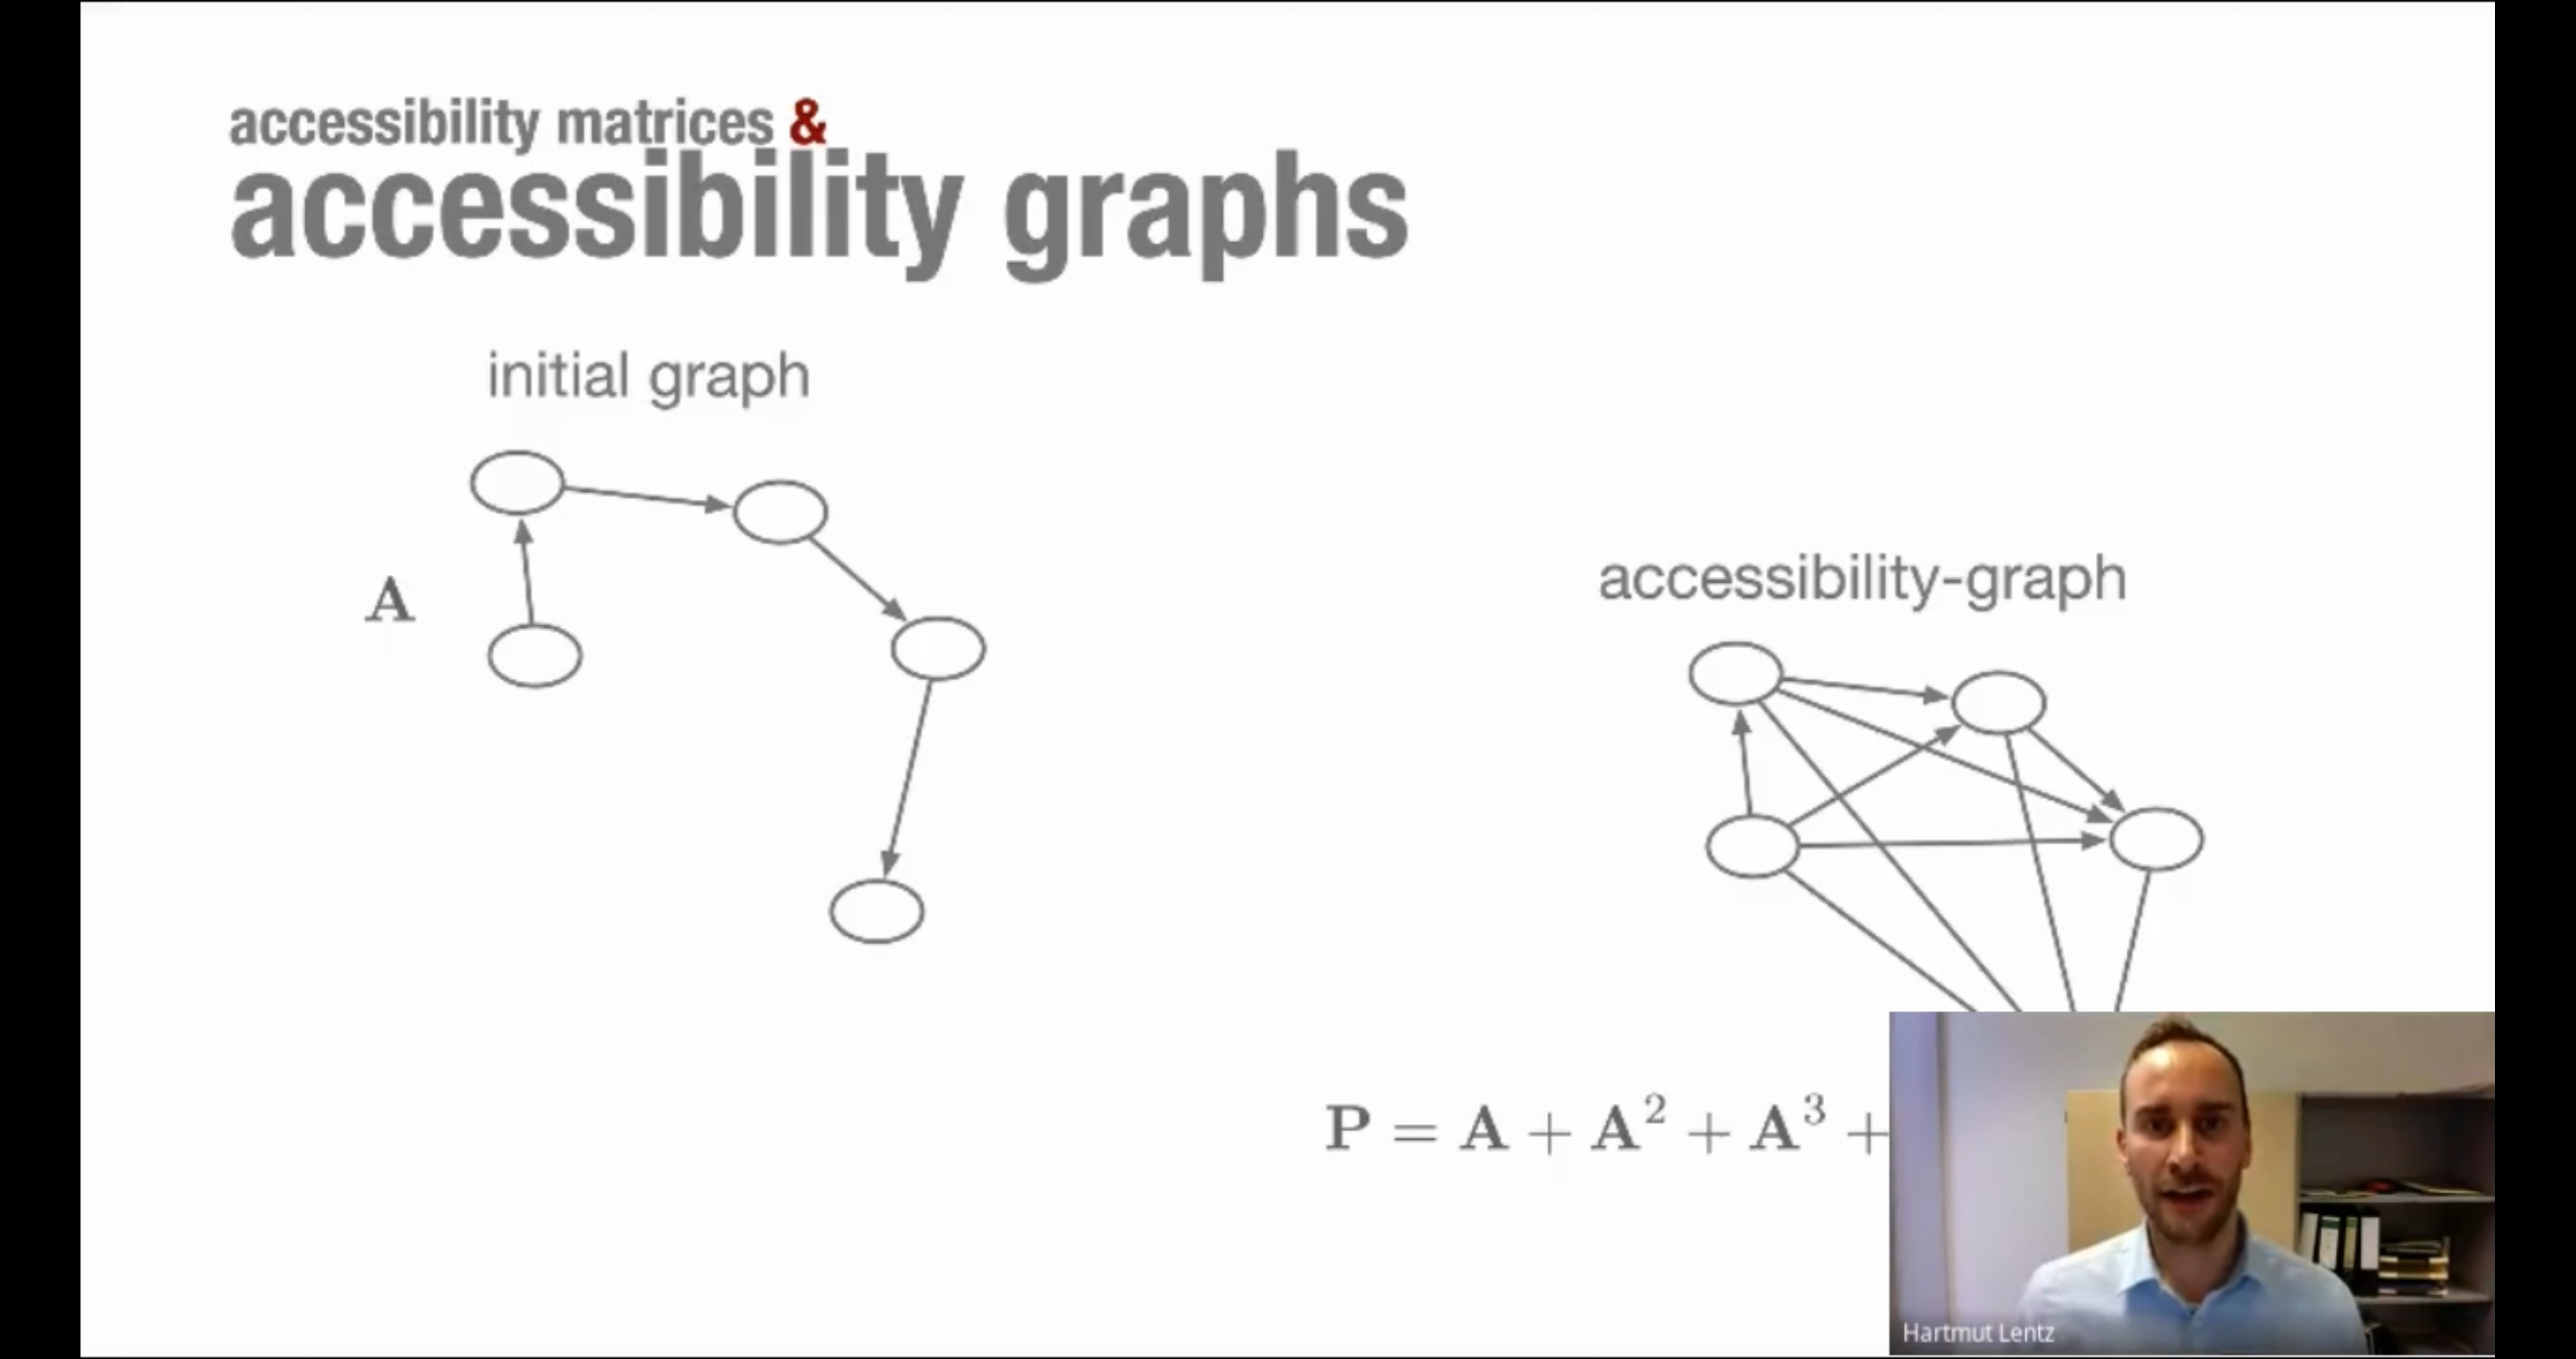 accessibility matrices &
accessibility graphs
initial graph
A
accessibility-graph
P = A + A² + A³ +
Hartmut Lentz